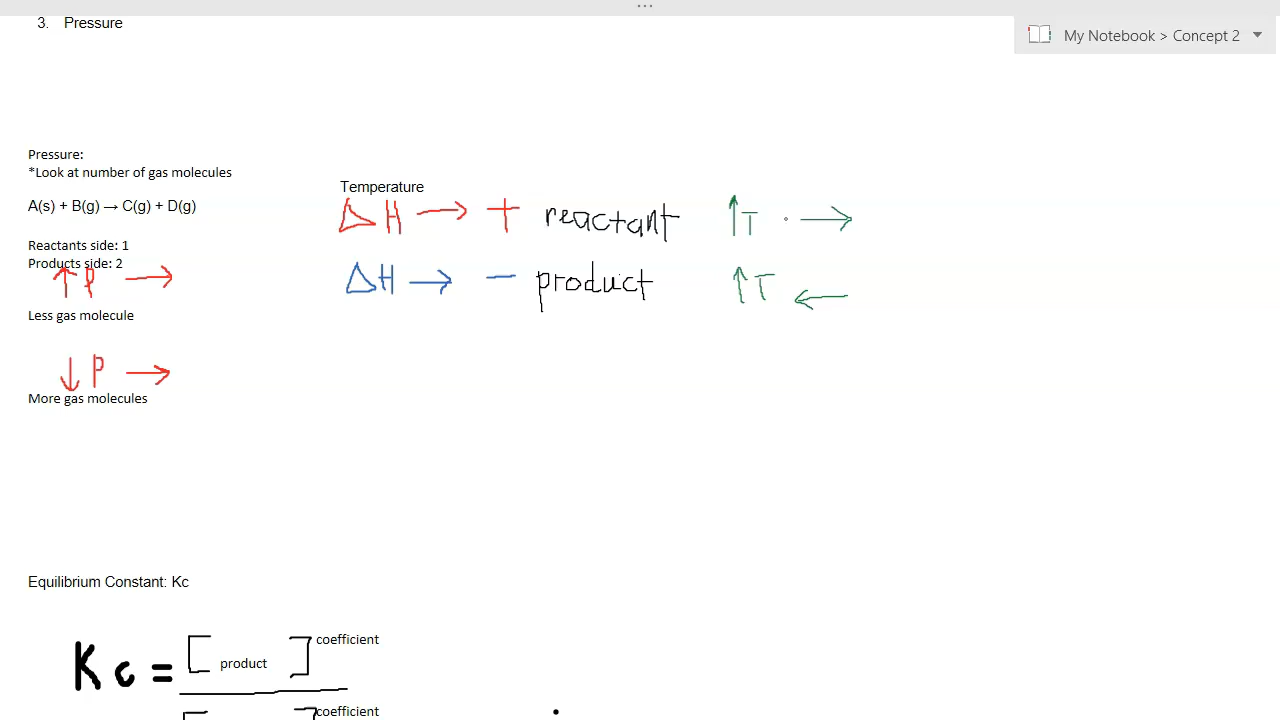 3. Pressure
My Notebook > Concept 2
Pressure:
*Look at number of gas molecules
A(s) + B(g) → C(g) + D(g)
Reactants side: 1
Products side: 2
↑ P →
Less gas molecule
↓ P →
More gas molecules
Temperature
ΔH → + reactant ↑T →
ΔH → − product ↑T ←
Equilibrium Constant: Kc
Kc = [ product ] coefficient
coefficient